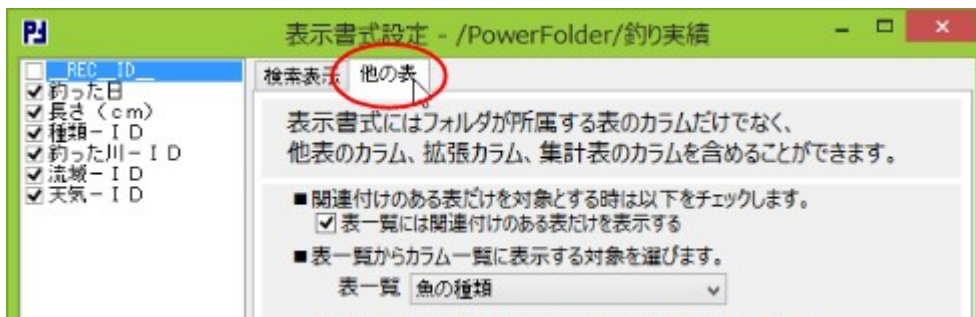 表示書式設定 - /PowerFolder/釣り実績
__REC_ID__
釣った日
長さ（cm）
種類－ＩＤ
釣った川－ＩＤ
流域－ＩＤ
天気－ＩＤ
検索表示 他の表
表示書式にはフォルダが所属する表のカラムだけでなく、
他表のカラム、拡張カラム、集計表のカラムを含めることができます。
■関連付けのある表だけを対象とする時は以下をチェックします。
表一覧には関連付けのある表だけを表示する
■表一覧からカラム一覧に表示する対象を選びます。
表一覧 魚の種類